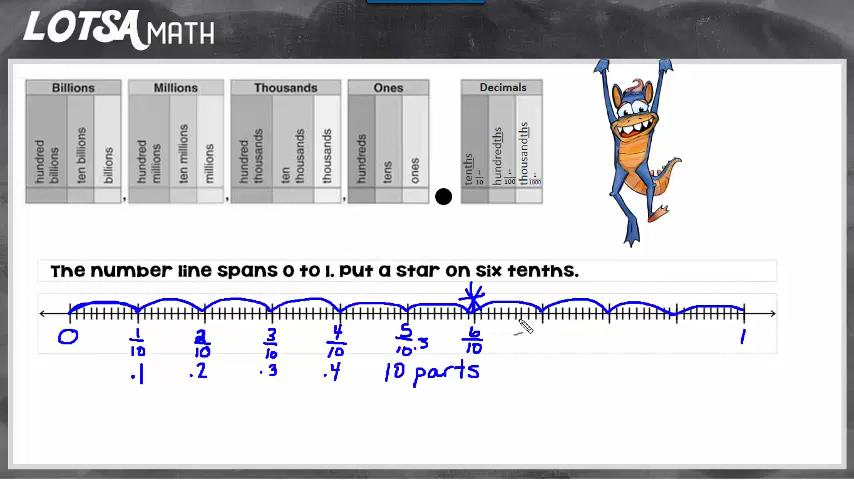 LOTSA MATH
Billions Millions Thousands Ones Decimals
hundred billions ten billions billions , hundred millions ten millions millions , hundred thousands ten thousands thousands , hundreds tens ones . tenths 1/10 hundredths 1/100 thousandths 1/1000
The number line spans 0 to 1. Put a star on six tenths.
0 1/10 2/10 3/10 4/10 5/10 .5 6/10 1
.1 .2 .3 .4 10 parts